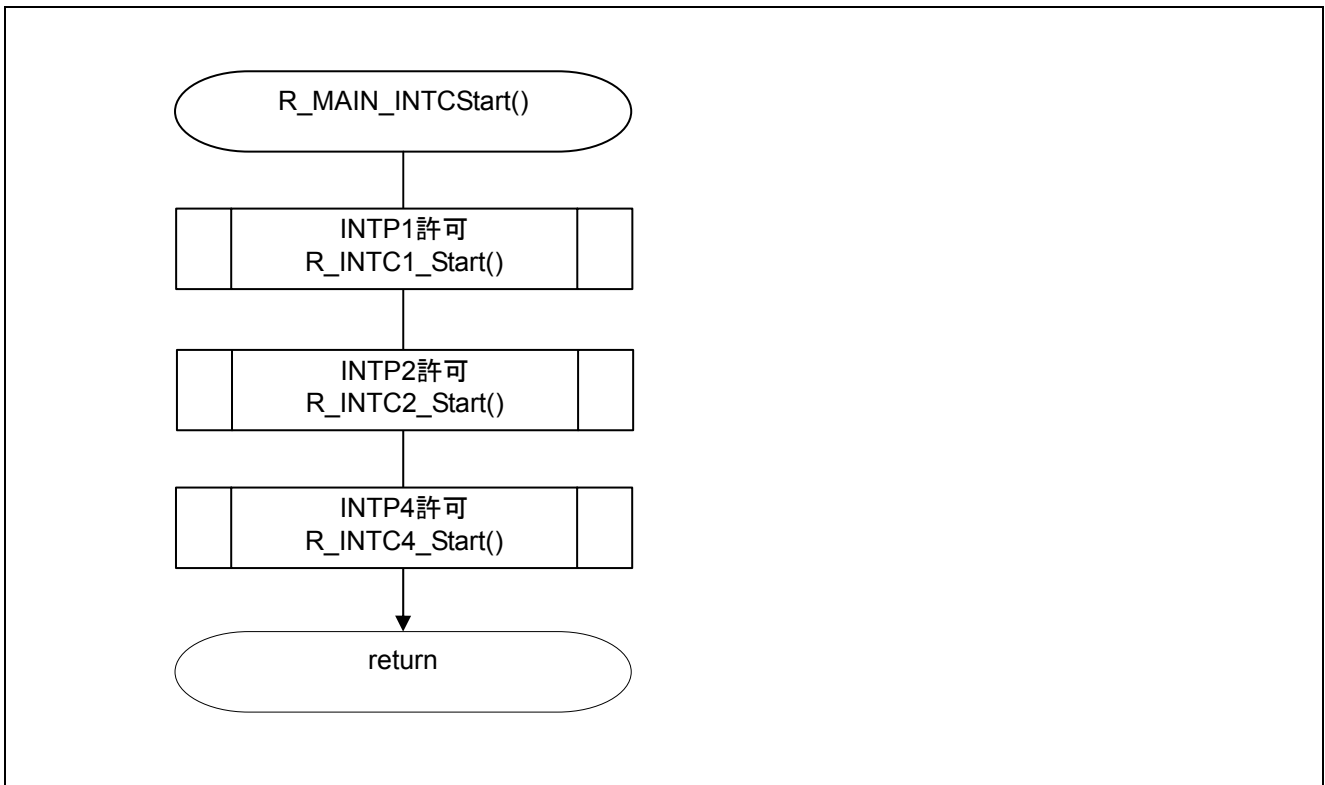 R_MAIN_INTCStart()
INTP1許可
R_INTC1_Start()
INTP2許可
R_INTC2_Start()
INTP4許可
R_INTC4_Start()
return